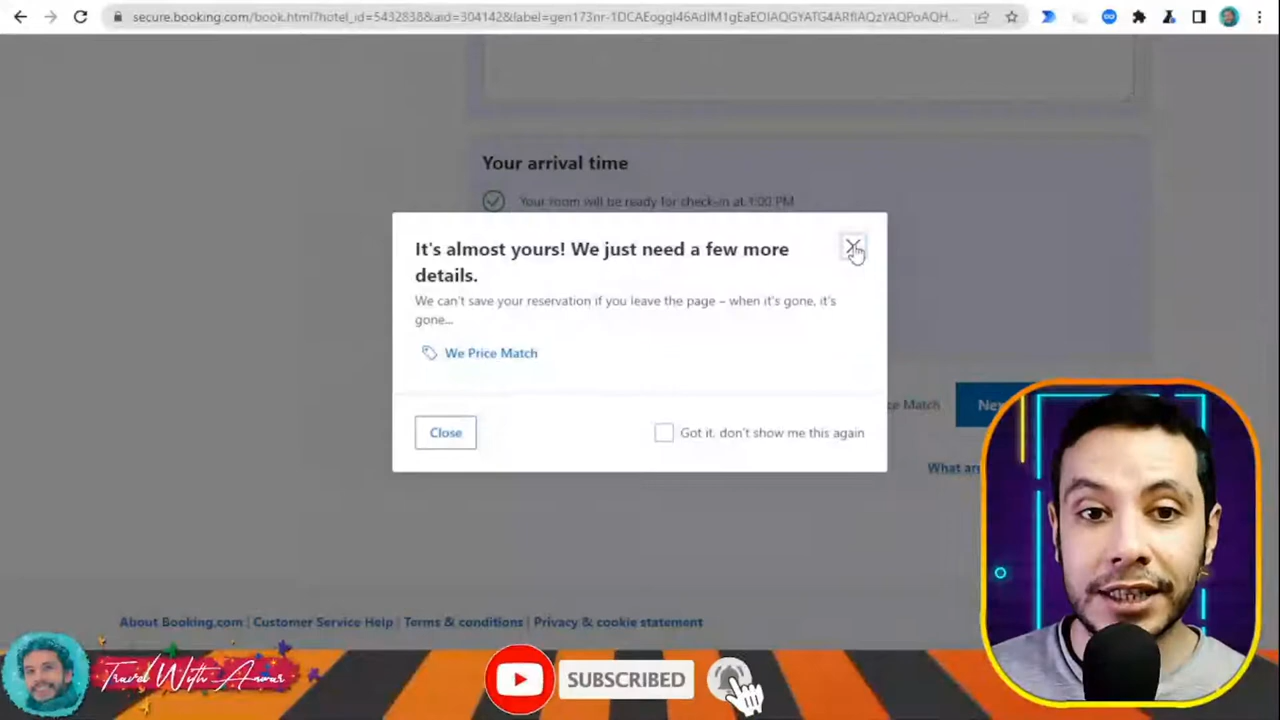 secure.booking.com/book.html?hotel_id=5432838&aid=304142&label=gen173nr-
Your arrival time
Your room will be ready for check-in at 1:00 PM
It's almost yours! We just need a few more
details.
We can't save your reservation if you leave the page – when it's gone, it's
gone...
We Price Match
Close
Got it, don't show me this again
Match
What
About Booking.com | Customer Service Help | Terms & conditions | Privacy & cookie statement
Travel With Anwar
SUBSCRIBED